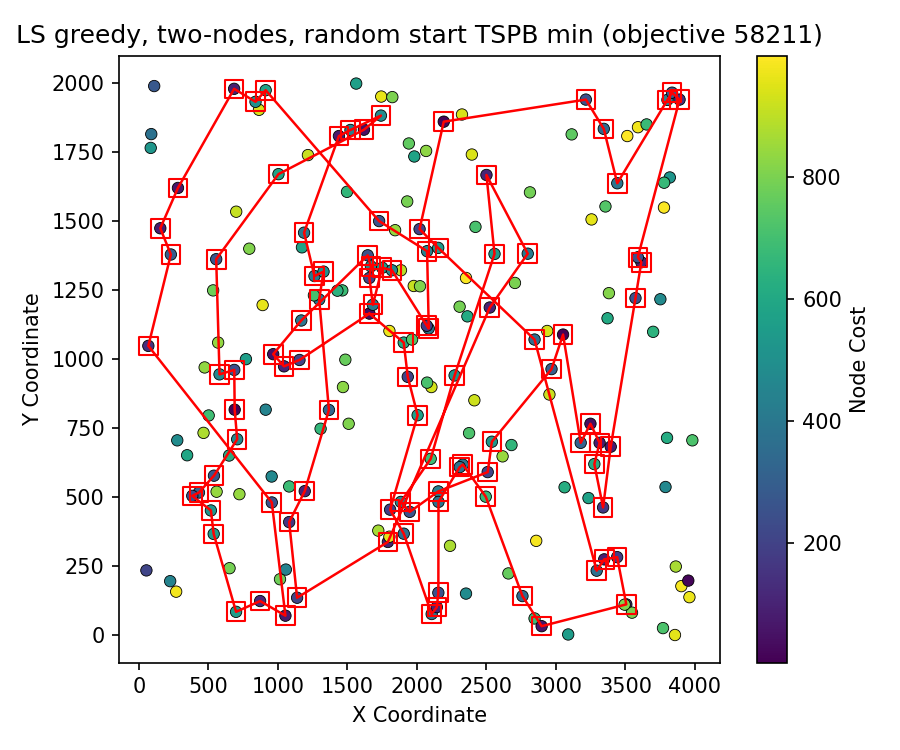 LS greedy, two-nodes, random start TSPB min (objective 58211)
2000
1750
1500
1250
1000
750
500
250
0
Y Coordinate
0 500 1000 1500 2000 2500 3000 3500 4000
X Coordinate
800
600
400
200
Node Cost